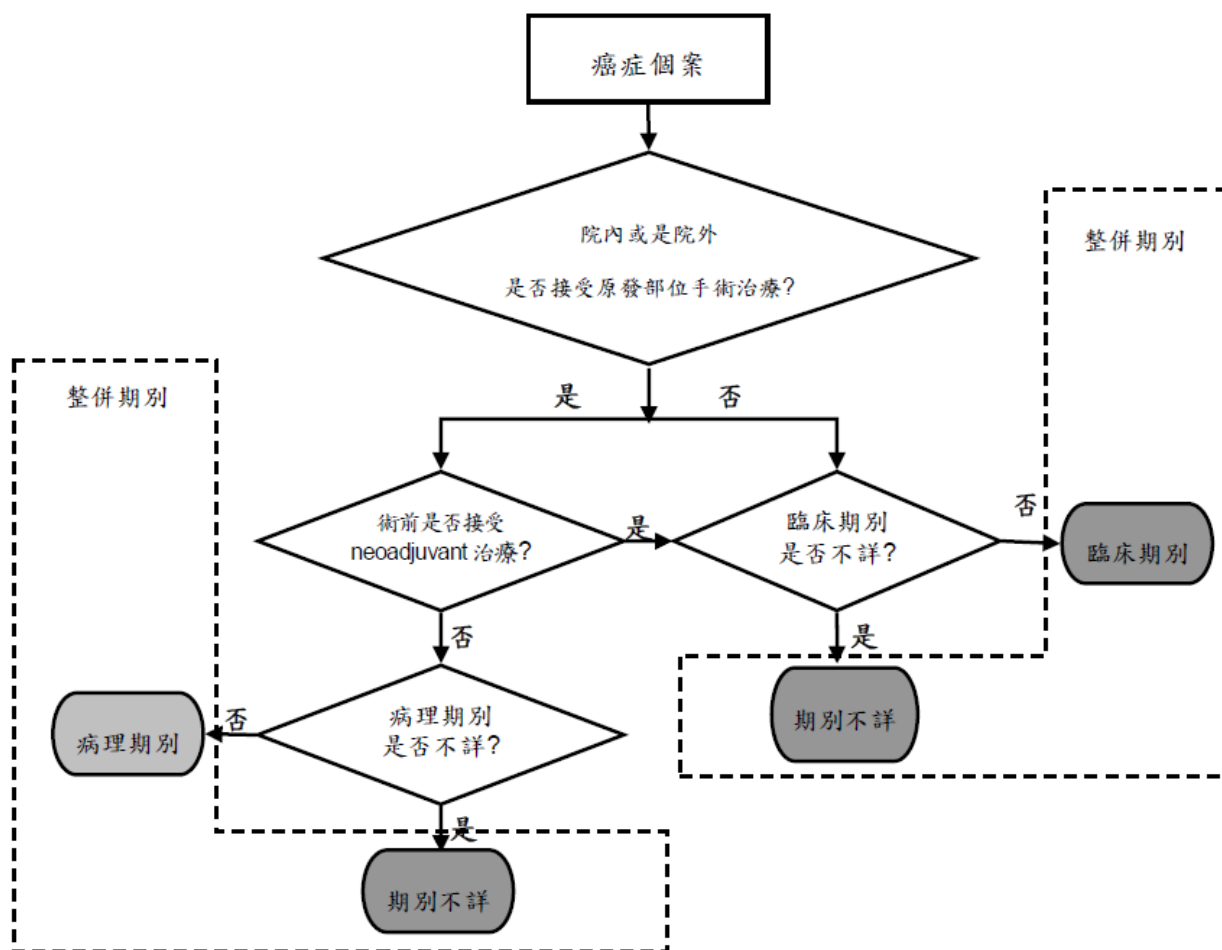 癌症個案
院內或是院外
是否接受原發部位手術治療?
整併期別
整併期別
是
否
術前是否接受
neoadjuvant 治療?
是
臨床期別
是否不詳?
否
臨床期別
否
是
病理期別
是否不詳?
否
病理期別
期別不詳
是
期別不詳